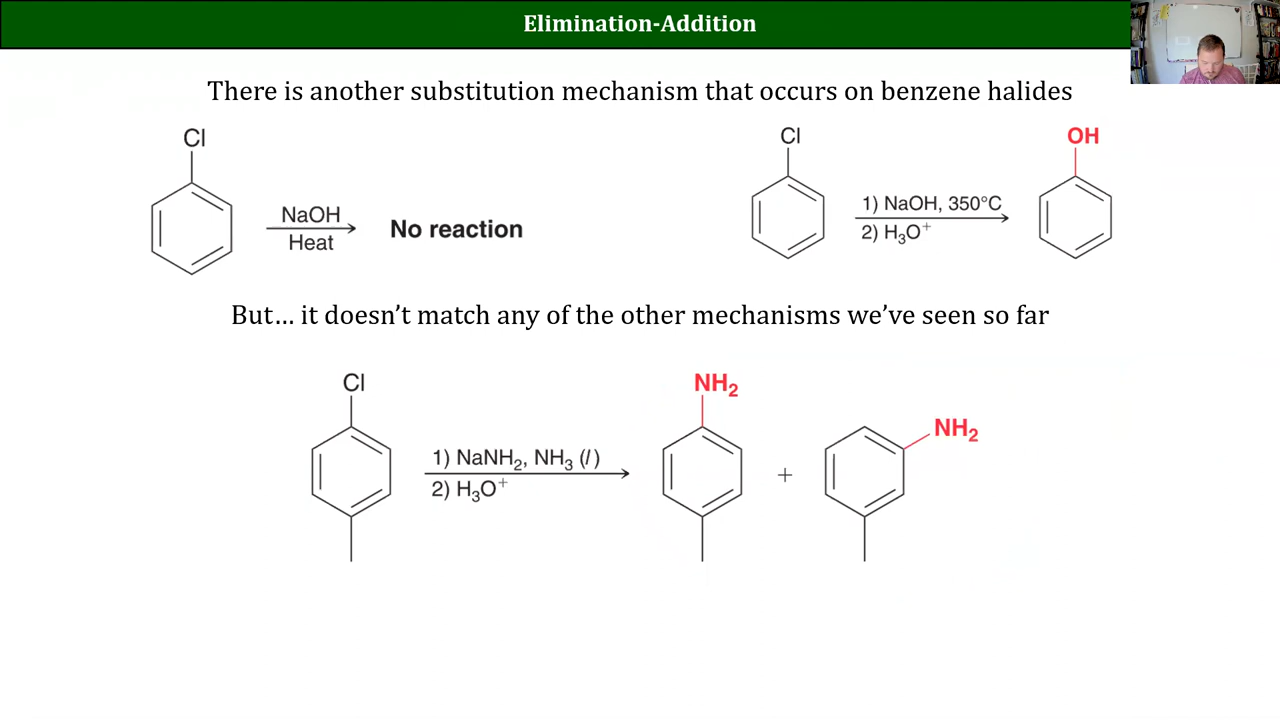 Elimination-Addition
There is another substitution mechanism that occurs on benzene halides
Cl
NaOH
Heat
No reaction
Cl
1) NaOH, 350°C
2) H₃O⁺
OH
But… it doesn’t match any of the other mechanisms we’ve seen so far
Cl
1) NaNH₂, NH₃ (l)
2) H₃O⁺
NH₂
+
NH₂